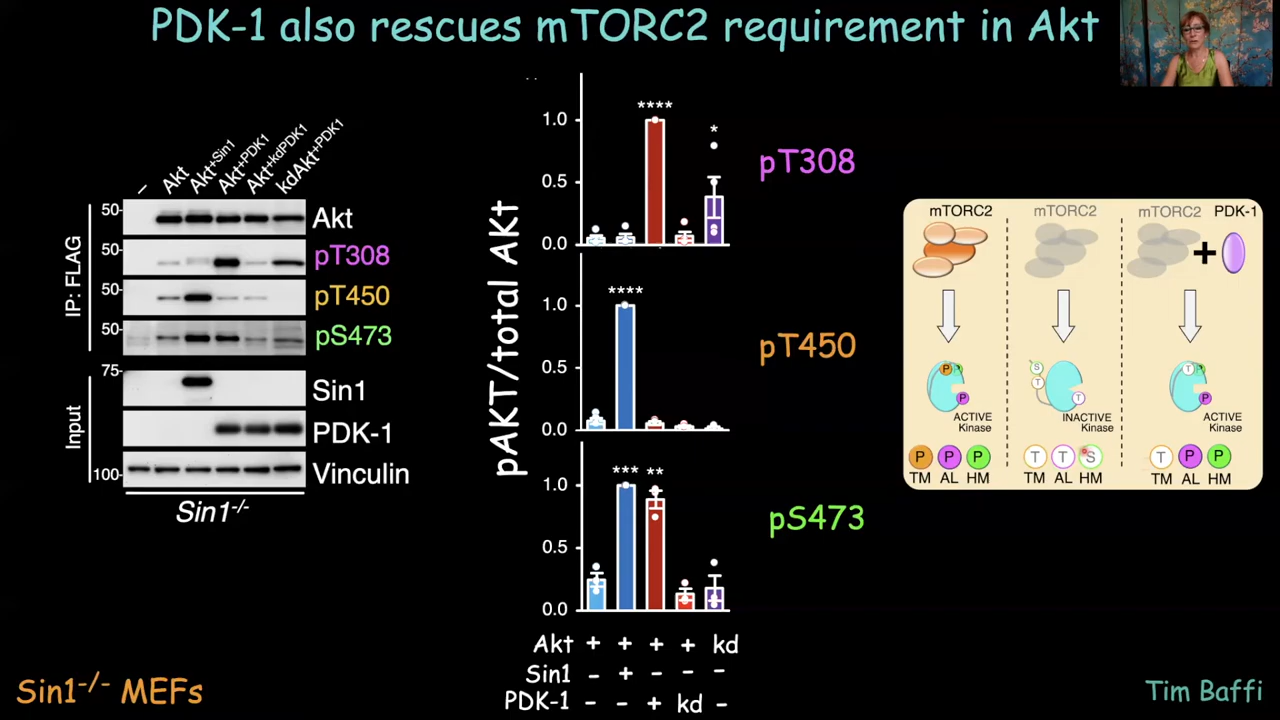 PDK-1 also rescues mTORC2 requirement in Akt
–
Akt
Akt+Sin1
Akt+PDK1
Akt+kdPDK1
kdAkt+PDK1
IP: FLAG
50- Akt
50- pT308
50- pT450
50- pS473
Input
75-
Sin1
PDK-1
100- Vinculin
Sin1-/-
Sin1-/- MEFs
pAKT/total AKt
1.0
0.5
0.0
****
*
pT308
1.0
0.5
0.0
****
pT450
1.0
0.5
0.0
***
**
pS473
Akt + + + + kd
Sin1 - + - - -
PDK-1 - - + kd -
mTORC2
mTORC2
mTORC2 PDK-1
+
P P
P
S
T
T
T P
P
ACTIVE
Kinase
INACTIVE
Kinase
ACTIVE
Kinase
P P P
TM AL HM
T T S
TM AL HM
T P P
TM AL HM
Tim Baffi